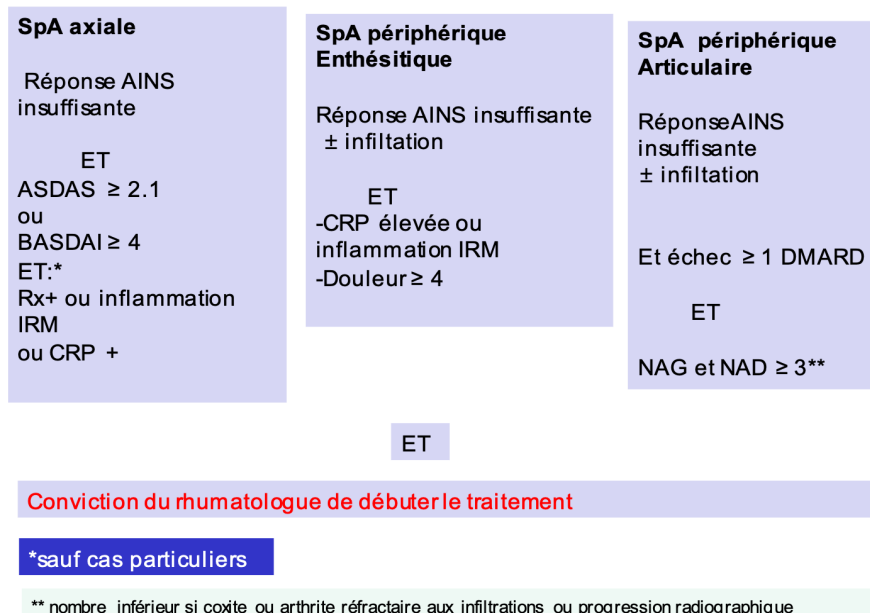 SpA axiale
Réponse AINS
insuffisante
ET
ASDAS ≥ 2.1
ou
BASDAI ≥ 4
ET:*
Rx+ ou inflammation
IRM
ou CRP +
SpA périphérique
Enthésitique
Réponse AINS insuffisante
± infiltation
ET
-CRP élevée ou
inflammation IRM
-Douleur ≥ 4
SpA périphérique
Articulaire
RéponseAINS
insuffisante
± infiltation
Et échec ≥ 1 DMARD
ET
NAG et NAD ≥ 3**
ET
Conviction du rhumatologue de débuter le traitement
*sauf cas particuliers
** nombre inférieur si coxite ou arthrite réfractaire aux infiltrations ou progression radiographique